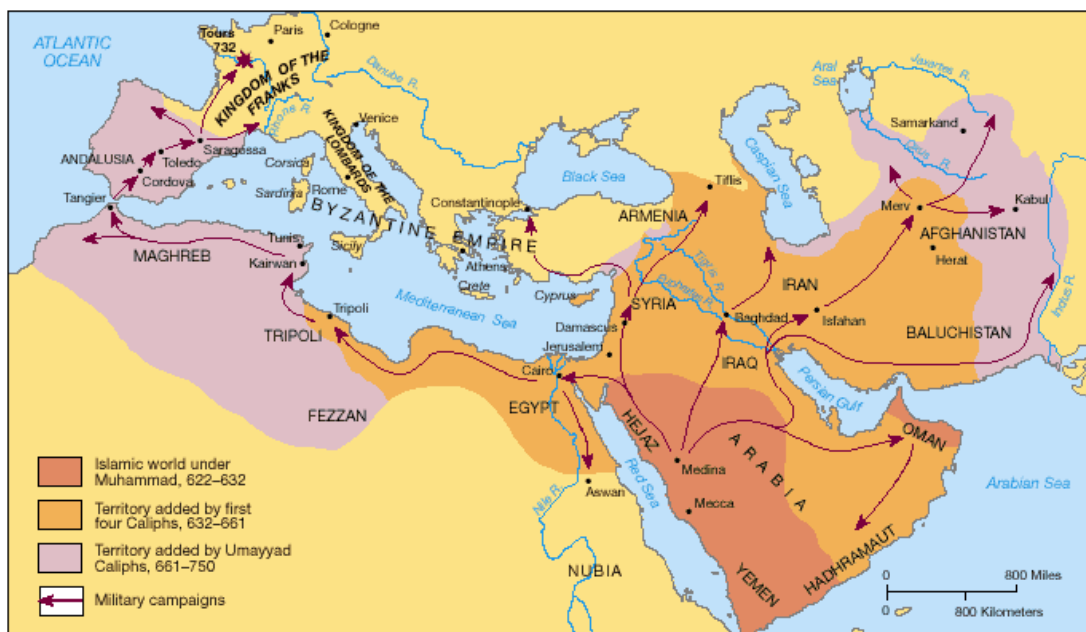 ATLANTIC
OCEAN
Tours
732
Paris
Cologne
KINGDOM OF THE
FRANKS
Rhone R.
Danube R.
Venice
KINGDOM OF THE
LOMBARDS
Corsica
Sardinia
Rome
Sicily
ANDALUSIA
Saragossa
Toledo
Cordova
Tangier
MAGHREB
Tunis
Kairwan
BYZANTINE EMPIRE
Constantinople
Black Sea
Athens
Crete
Cyprus
Mediterranean Sea
Tripoli
TRIPOLI
FEZZAN
Aral
Sea
Jaxartes R.
Samarkand
Oxus R.
Caspian Sea
Tiflis
ARMENIA
Merv
Kabul
AFGHANISTAN
Herat
Indus R.
Tigris R.
Euphrates R.
SYRIA
IRAN
Baghdad
Isfahan
BALUCHISTAN
Damascus
Jerusalem
IRAQ
Cairo
EGYPT
Persian Gulf
HEJAZ
ARABIA
OMAN
Medina
Mecca
Red Sea
Nile R.
Aswan
NUBIA
YEMEN
HADHRAMAUT
Arabian Sea
Islamic world under
Muhammad, 622–632
Territory added by first
four Caliphs, 632–661
Territory added by Umayyad
Caliphs, 661–750
Military campaigns
0 800 Miles
0 800 Kilometers